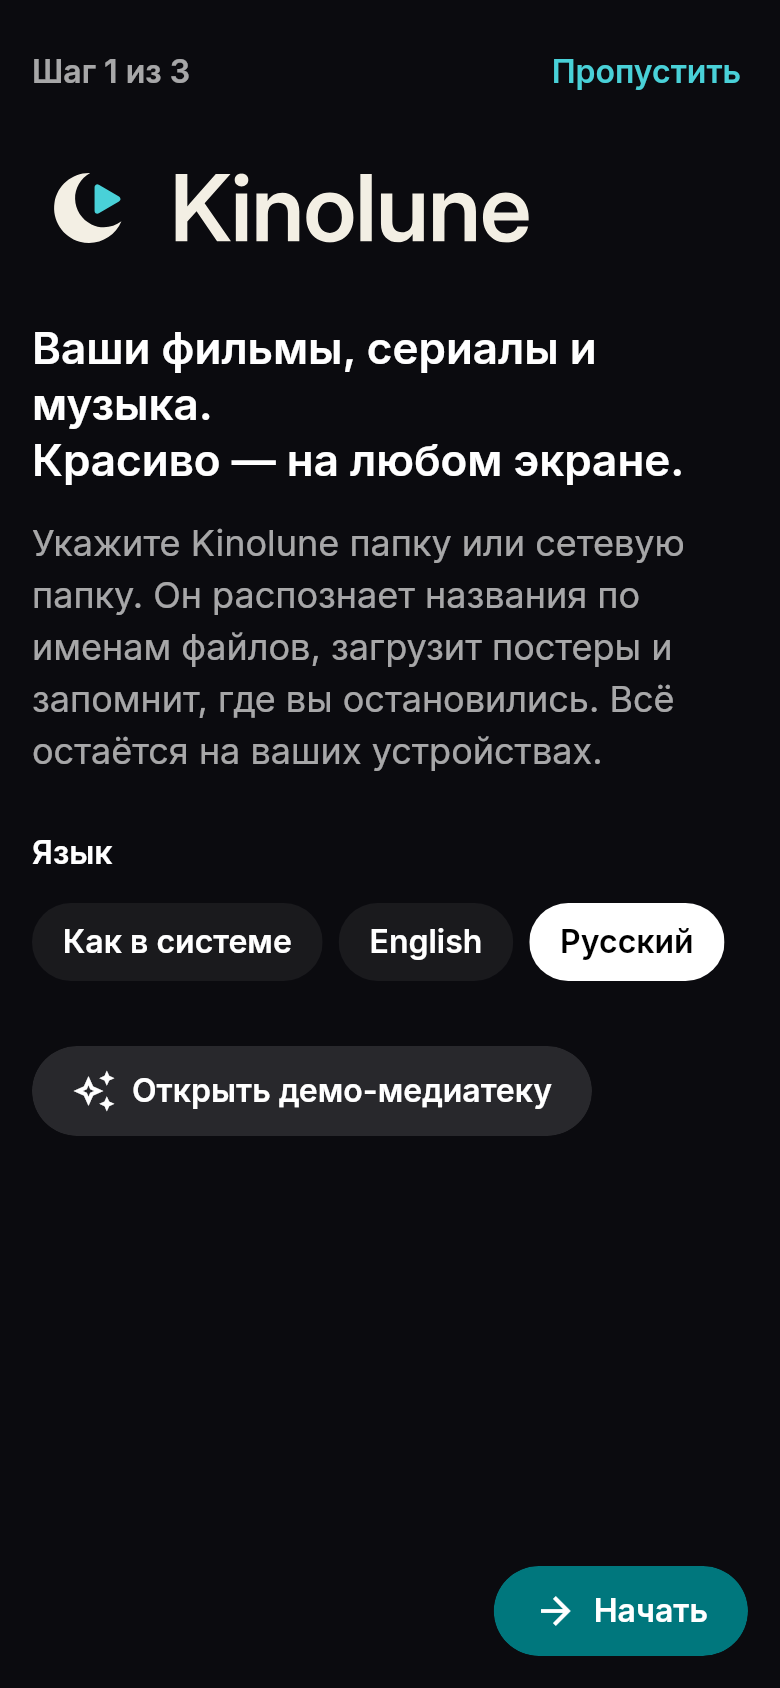 Шаг 1 из 3
Пропустить
Kinolune
Ваши фильмы, сериалы и
музыка.
Красиво — на любом экране.
Укажите Kinolune папку или сетевую
папку. Он распознает названия по
именам файлов, загрузит постеры и
запомнит, где вы остановились. Всё
остаётся на ваших устройствах.
Язык
Как в системе
English
Русский
Открыть демо-медиатеку
Начать